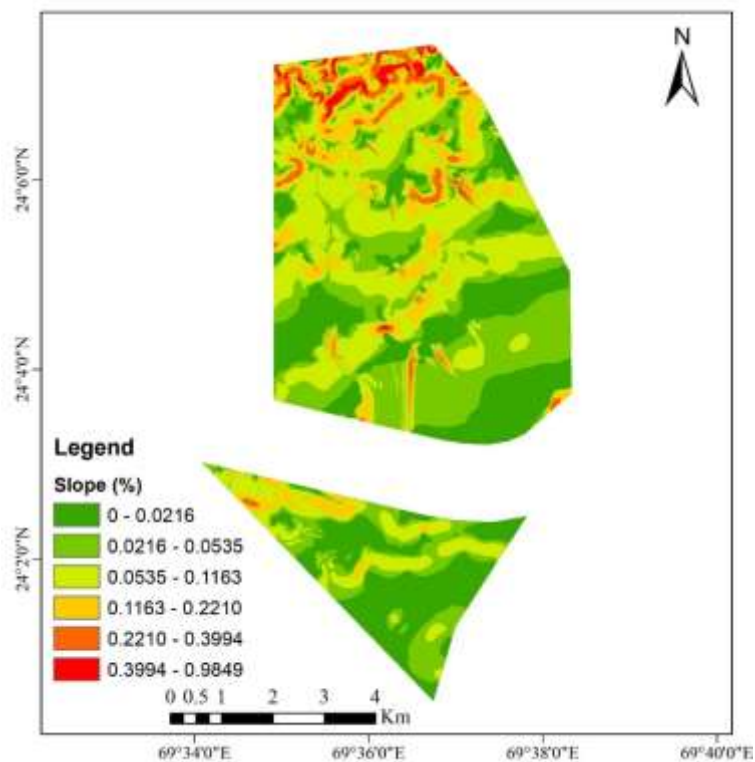 N
24°6'0"N
24°4'0"N
24°2'0"N
Legend
Slope (%)
0 - 0.0216
0.0216 - 0.0535
0.0535 - 0.1163
0.1163 - 0.2210
0.2210 - 0.3994
0.3994 - 0.9849
0 0.5 1 2 3 4
Km
69°34'0"E 69°36'0"E 69°38'0"E 69°40'0"E